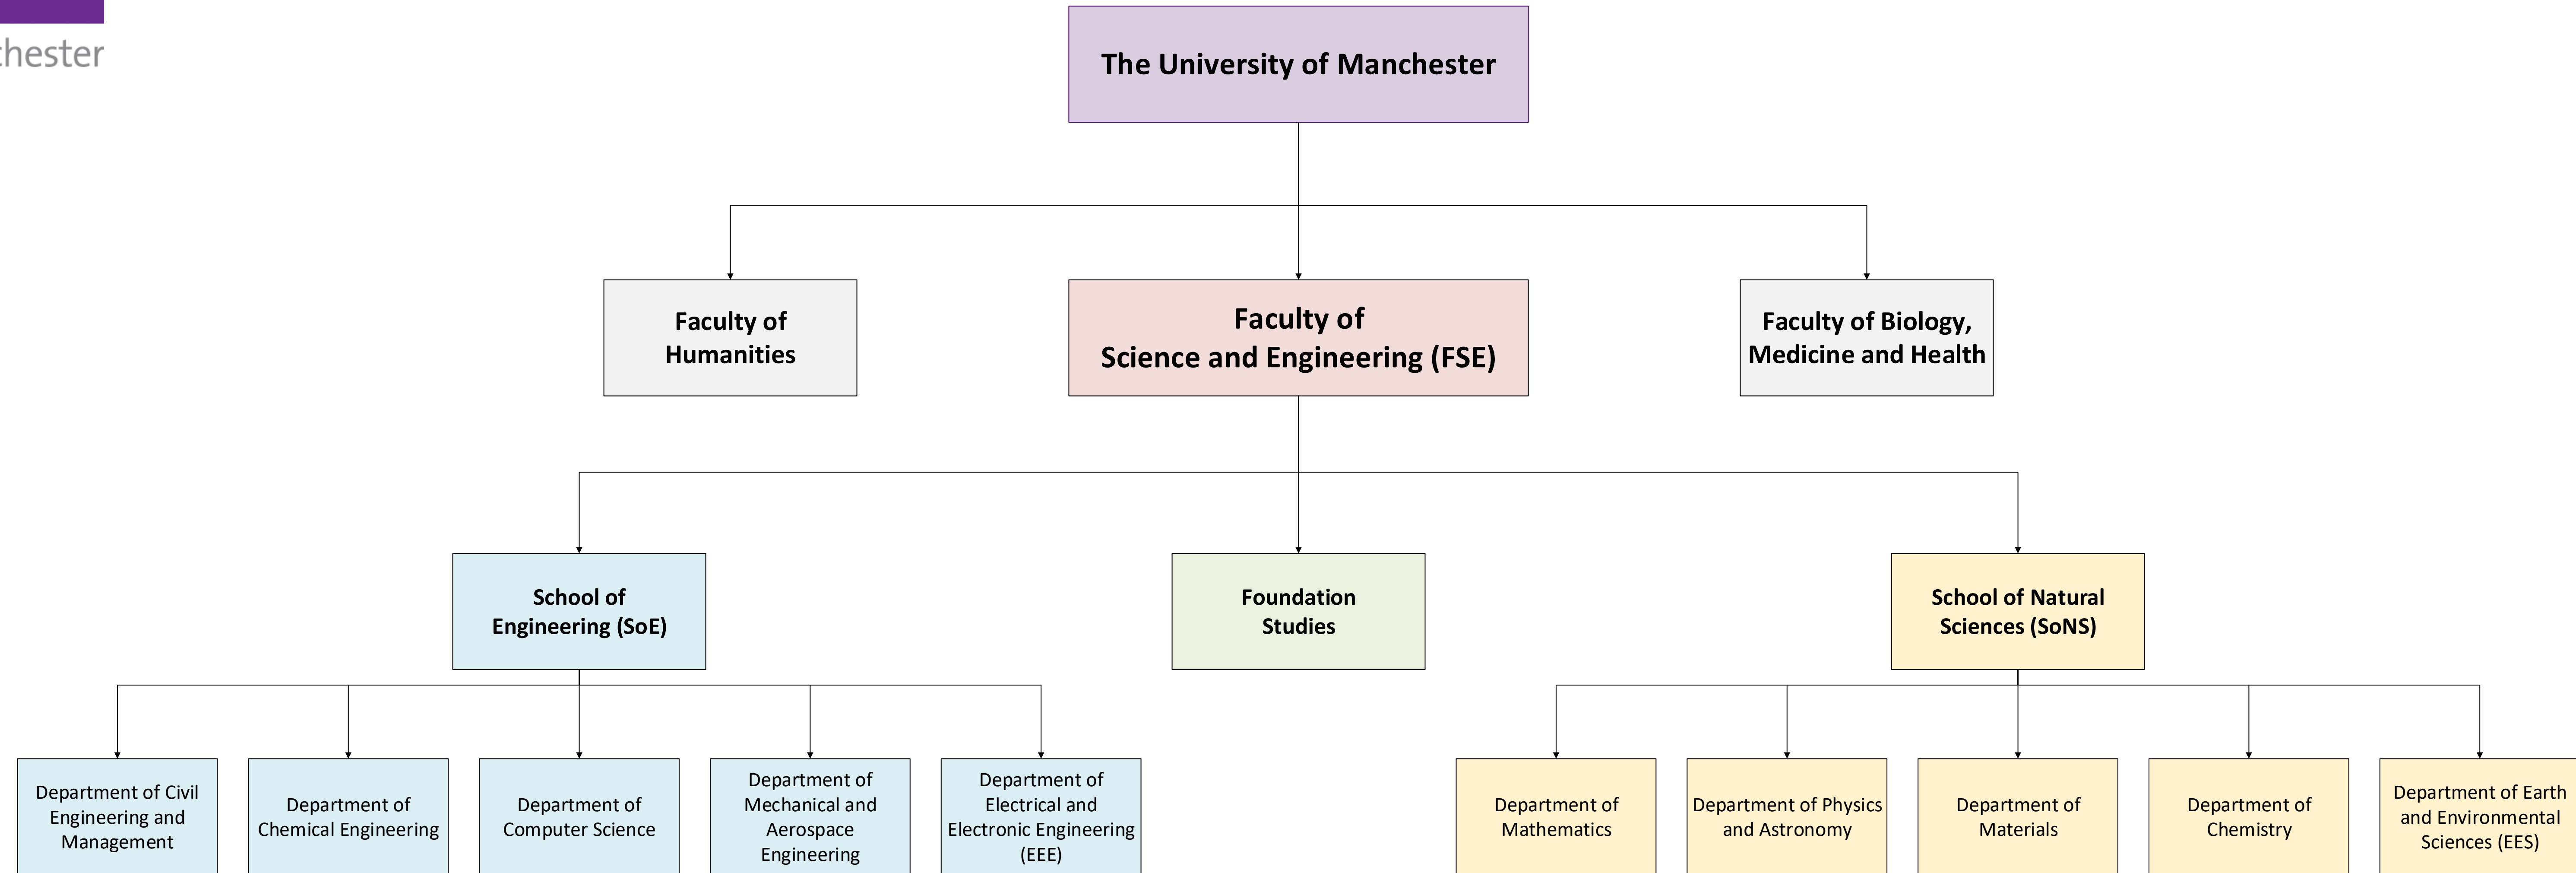 chester
The University of Manchester
Faculty of
Humanities
Faculty of
Science and Engineering (FSE)
Faculty of Biology,
Medicine and Health
School of
Engineering (SoE)
Foundation
Studies
School of Natural
Sciences (SoNS)
Department of Civil
Engineering and
Management
Department of
Chemical Engineering
Department of
Computer Science
Department of
Mechanical and
Aerospace
Engineering
Department of
Electrical and
Electronic Engineering
(EEE)
Department of
Mathematics
Department of Physics
and Astronomy
Department of
Materials
Department of
Chemistry
Department of Earth
and Environmental
Sciences (EES)